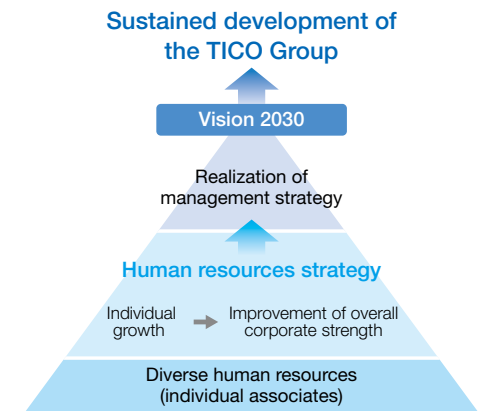 Sustained development of
the TICO Group
Vision 2030
Realization of
management strategy
Human resources strategy
Individual
growth
Improvement of overall
corporate strength
Diverse human resources
(individual associates)